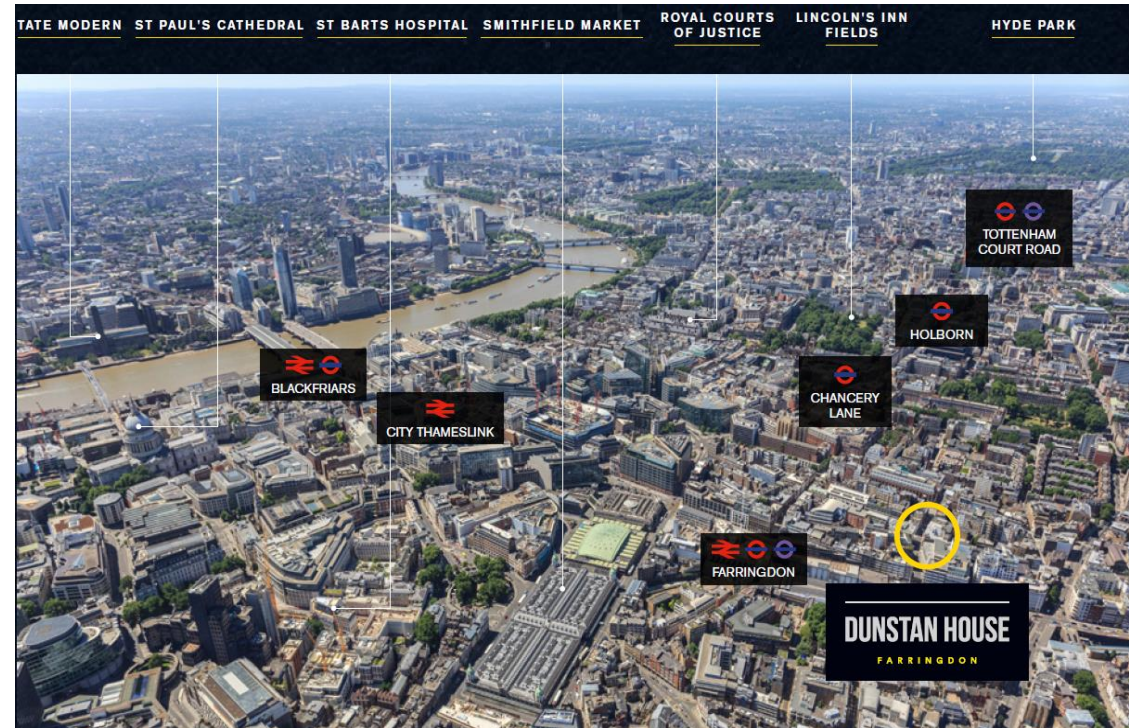 TATE MODERN
ST PAUL'S CATHEDRAL
ST BARTS HOSPITAL
SMITHFIELD MARKET
ROYAL COURTS
OF JUSTICE
LINCOLN'S INN
FIELDS
HYDE PARK
TOTTENHAM
COURT ROAD
HOLBORN
BLACKFRIARS
CHANCERY
LANE
CITY THAMESLINK
FARRINGDON
DUNSTAN HOUSE
FARRINGDON